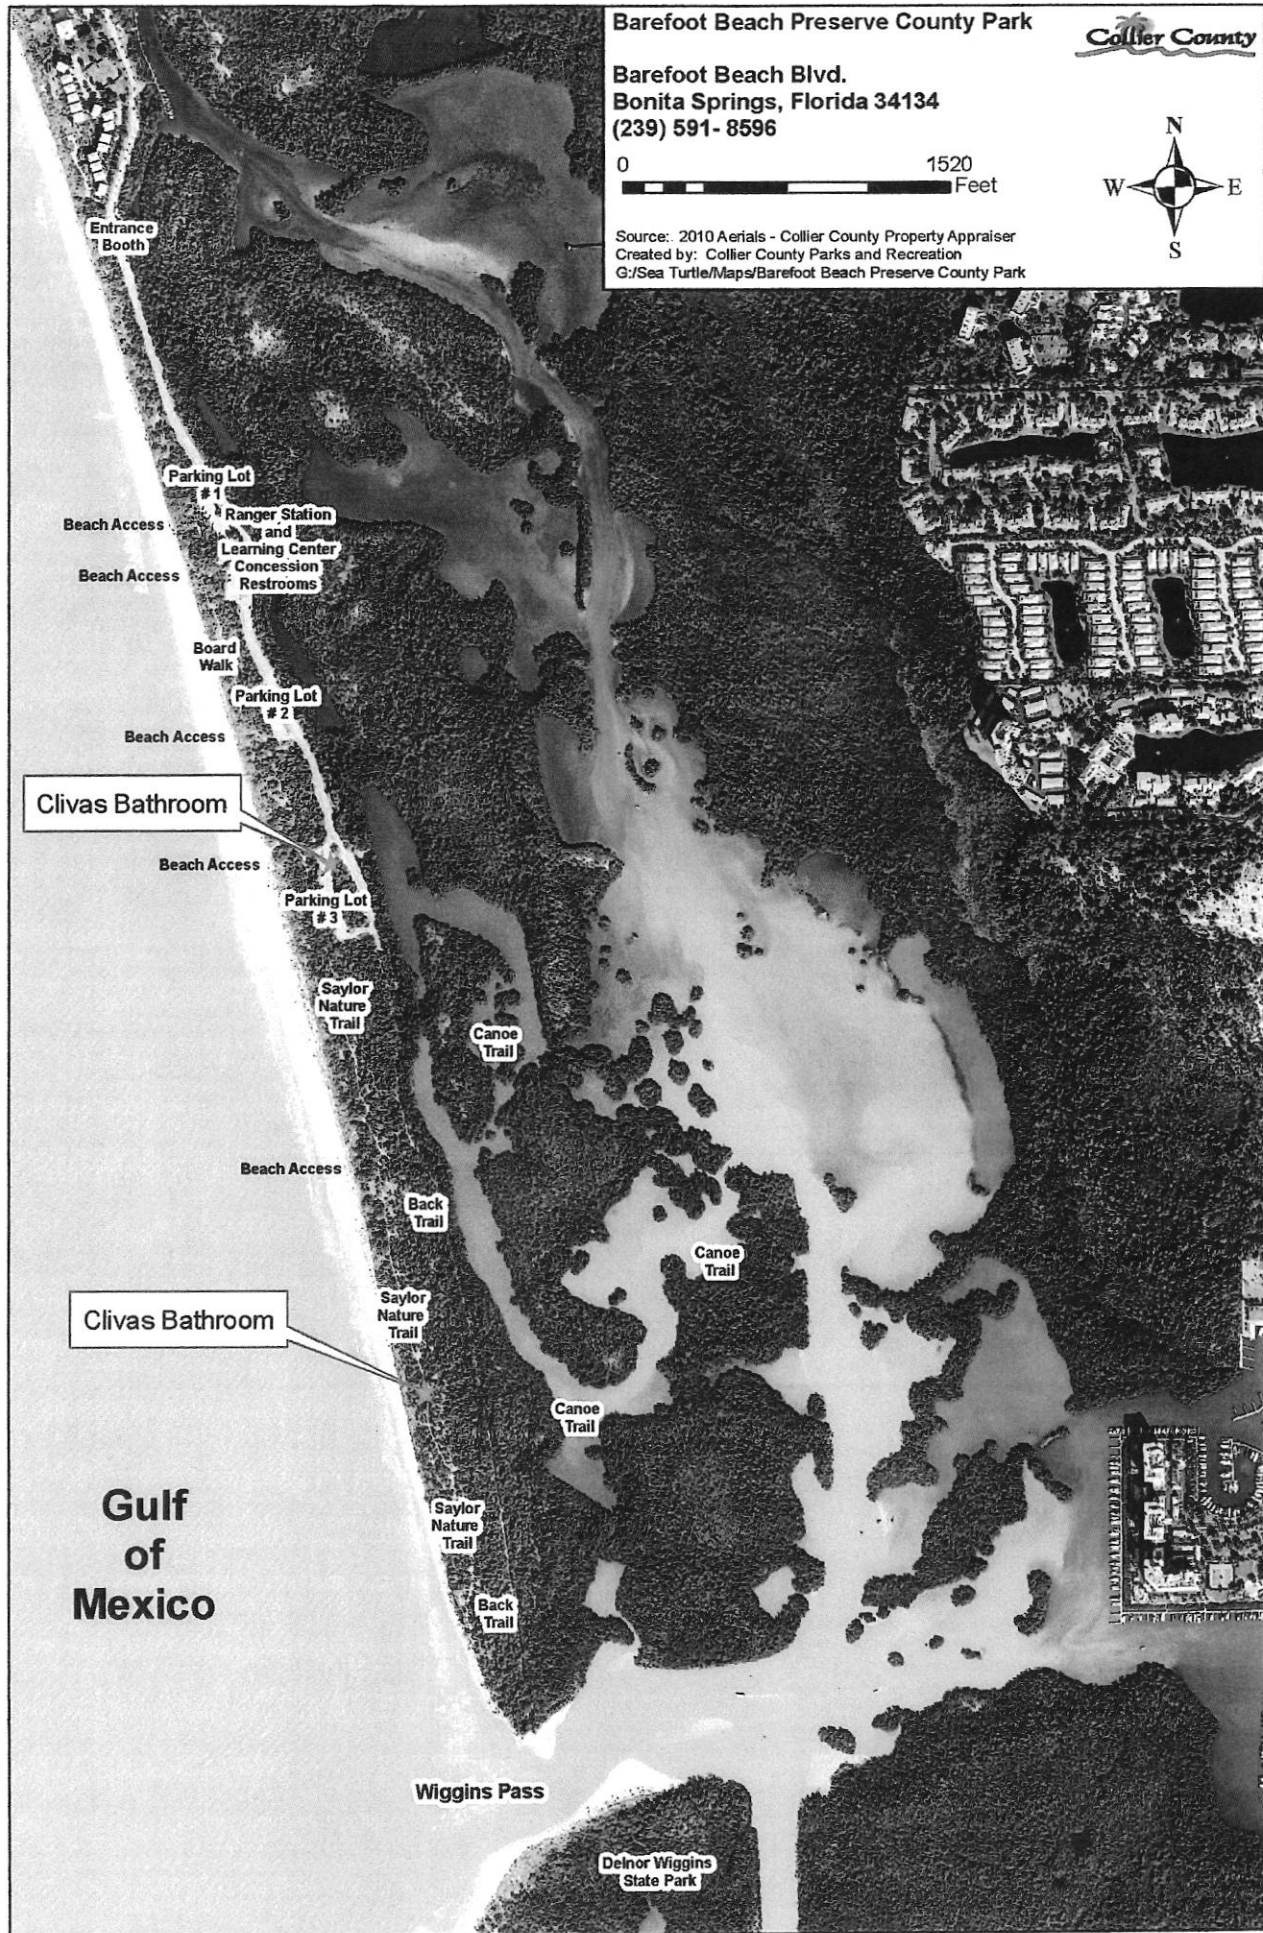 Barefoot Beach Preserve County Park
Collier County
Barefoot Beach Blvd.
Bonita Springs, Florida 34134
(239) 591- 8596
0 1520
Feet
N
W E
S
Source:. 2010 Aerials - Collier County Property Appraiser
Created by: Collier County Parks and Recreation
G:/Sea Turtle/Maps/Barefoot Beach Preserve County Park
Entrance
Booth
Parking Lot
# 1
Beach Access
Ranger Station
and
Learning Center
Concession
Restrooms
Beach Access
Board
Walk
Parking Lot
# 2
Beach Access
Clivas Bathroom
Beach Access
Parking Lot
# 3
Saylor
Nature
Trail
Canoe
Trail
Beach Access
Back
Trail
Canoe
Trail
Saylor
Nature
Trail
Clivas Bathroom
Canoe
Trail
Gulf
of
Mexico
Saylor
Nature
Trail
Back
Trail
Wiggins Pass
Delnor Wiggins
State Park